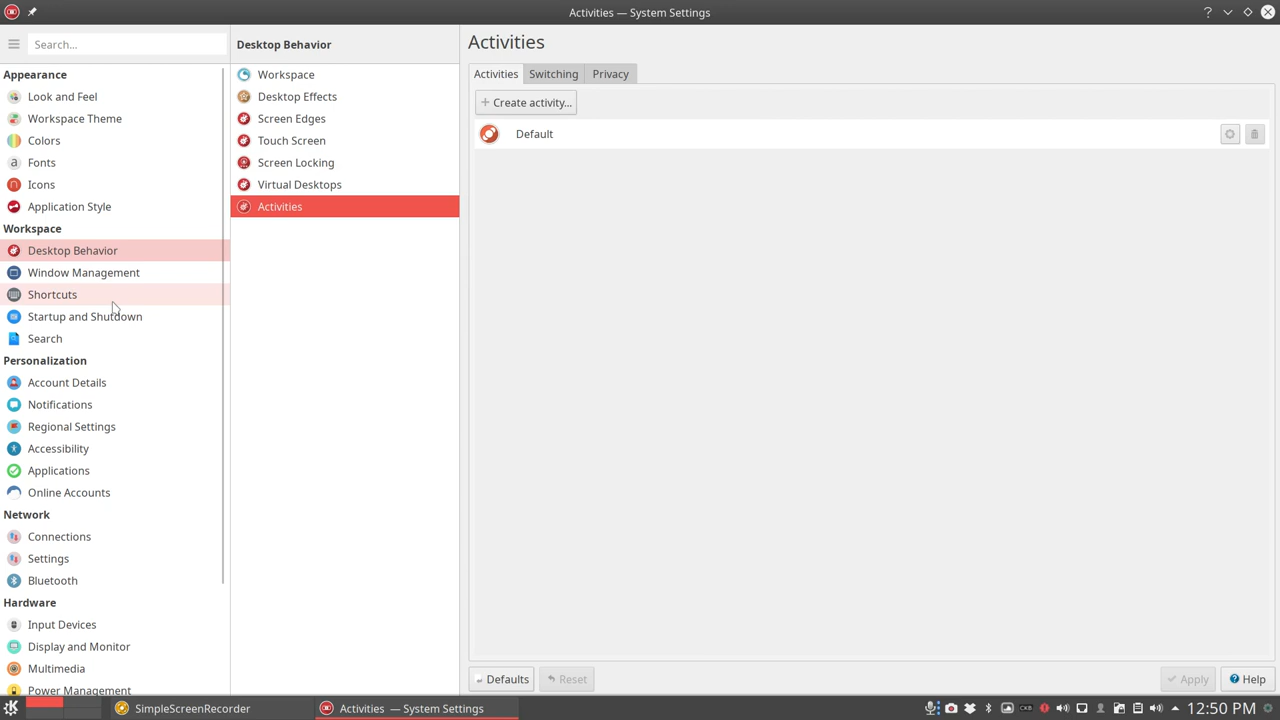 Activities — System Settings
Search...
Appearance
Look and Feel
Workspace Theme
Colors
Fonts
Icons
Application Style
Workspace
Desktop Behavior
Window Management
Shortcuts
Startup and Shutdown
Search
Personalization
Account Details
Notifications
Regional Settings
Accessibility
Applications
Online Accounts
Network
Connections
Settings
Bluetooth
Hardware
Input Devices
Display and Monitor
Multimedia
Power Management
Desktop Behavior
Workspace
Desktop Effects
Screen Edges
Touch Screen
Screen Locking
Virtual Desktops
Activities
Activities
Activities Switching Privacy
+ Create activity...
Default
Defaults Reset Apply Help
SimpleScreenRecorder Activities — System Settings 12:50 PM